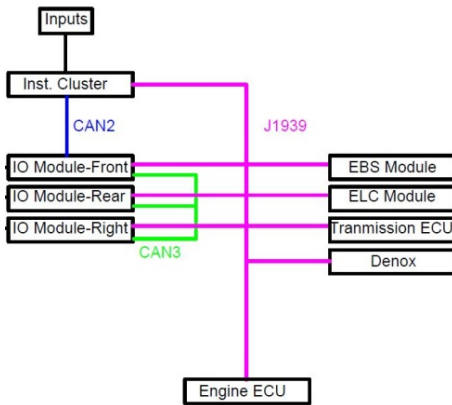 Inputs
Inst. Cluster
CAN2
J1939
IO Module-Front
EBS Module
IO Module-Rear
ELC Module
IO Module-Right
Tranmission ECU
CAN3
Denox
Engine ECU